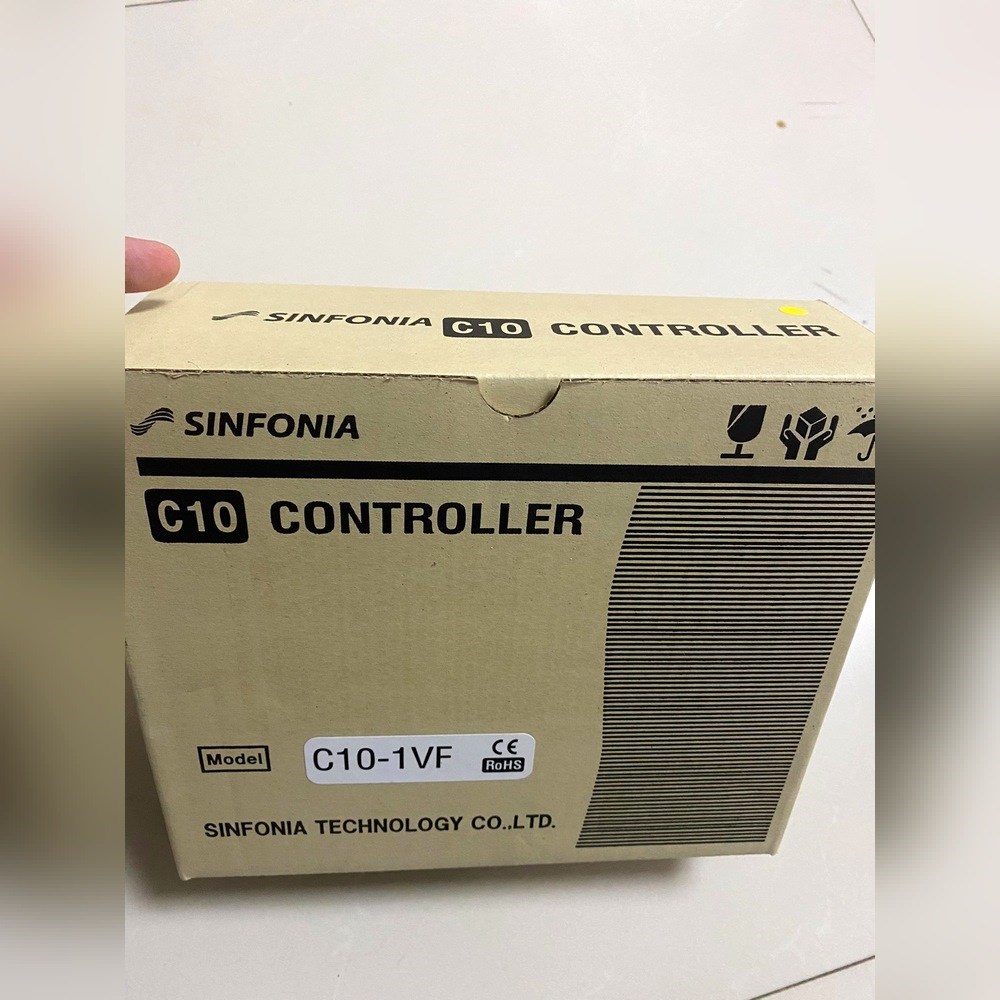 SINFONIA C10 CONTROLLER
SINFONIA
C10 CONTROLLER
Model C10-1VF CE RoHS
SINFONIA TECHNOLOGY CO.,LTD.